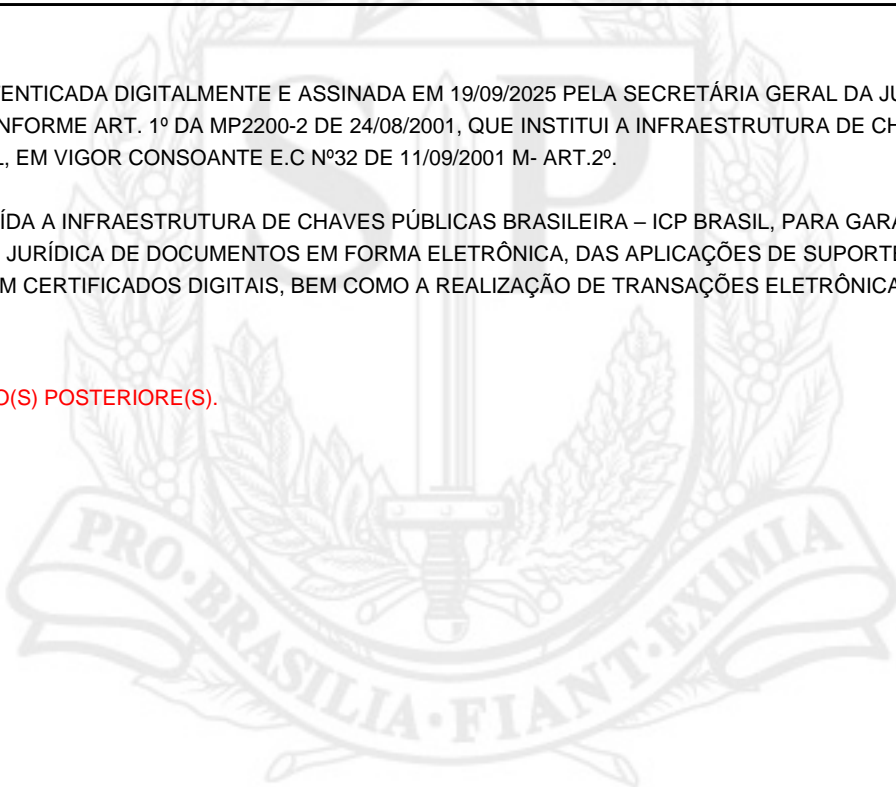 ENTICADA DIGITALMENTE E ASSINADA EM 19/09/2025 PELA SECRETÁRIA GERAL DA JU
NFORME ART. 1º DA MP2200-2 DE 24/08/2001, QUE INSTITUI A INFRAESTRUTURA DE CH
L, EM VIGOR CONSOANTE E.C Nº32 DE 11/09/2001 M- ART.2º.
ÍDA A INFRAESTRUTURA DE CHAVES PÚBLICAS BRASILEIRA – ICP BRASIL, PARA GARA
JURÍDICA DE DOCUMENTOS EM FORMA ELETRÔNICA, DAS APLICAÇÕES DE SUPORTE
M CERTIFICADOS DIGITAIS, BEM COMO A REALIZAÇÃO DE TRANSAÇÕES ELETRÔNICA
O(S) POSTERIORE(S).
SP
PRO·BRASILIA·FIANT·EXIMIA